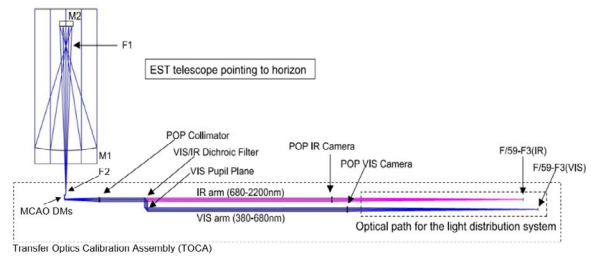 M2
F1
EST telescope pointing to horizon
POP Collimator
VIS/IR Dichroic Filter
M1
VIS Pupil Plane
POP IR Camera
POP VIS Camera
F/59-F3(IR)
F/59-F3(VIS)
F2
IR arm (680-2200nm)
MCAO DMs
VIS arm (380-680nm)
Optical path for the light distribution system
Transfer Optics Calibration Assembly (TOCA)